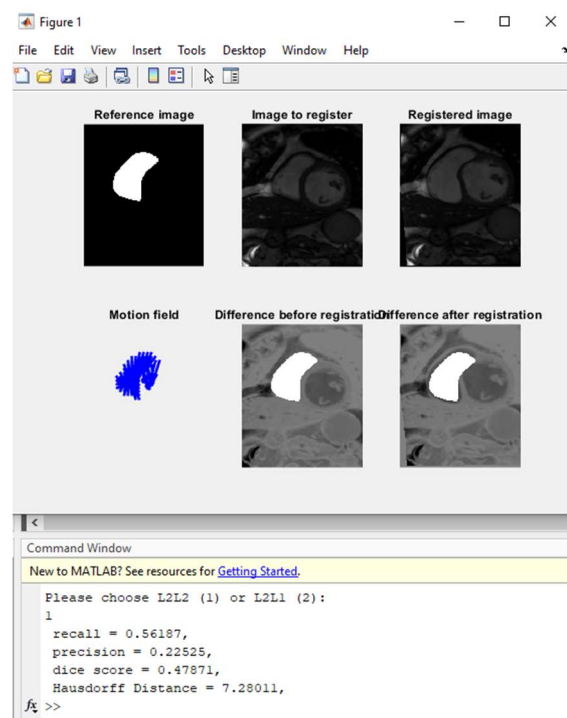 Figure 1
File Edit View Insert Tools Desktop Window Help
Reference image Image to register Registered image
Motion field Difference before registration Difference after registration
Command Window
New to MATLAB? See resources for Getting Started.
Please choose L2L2 (1) or L2L1 (2):
1
recall = 0.56187,
precision = 0.22525,
dice score = 0.47871,
Hausdorff Distance = 7.28011,
fx >>